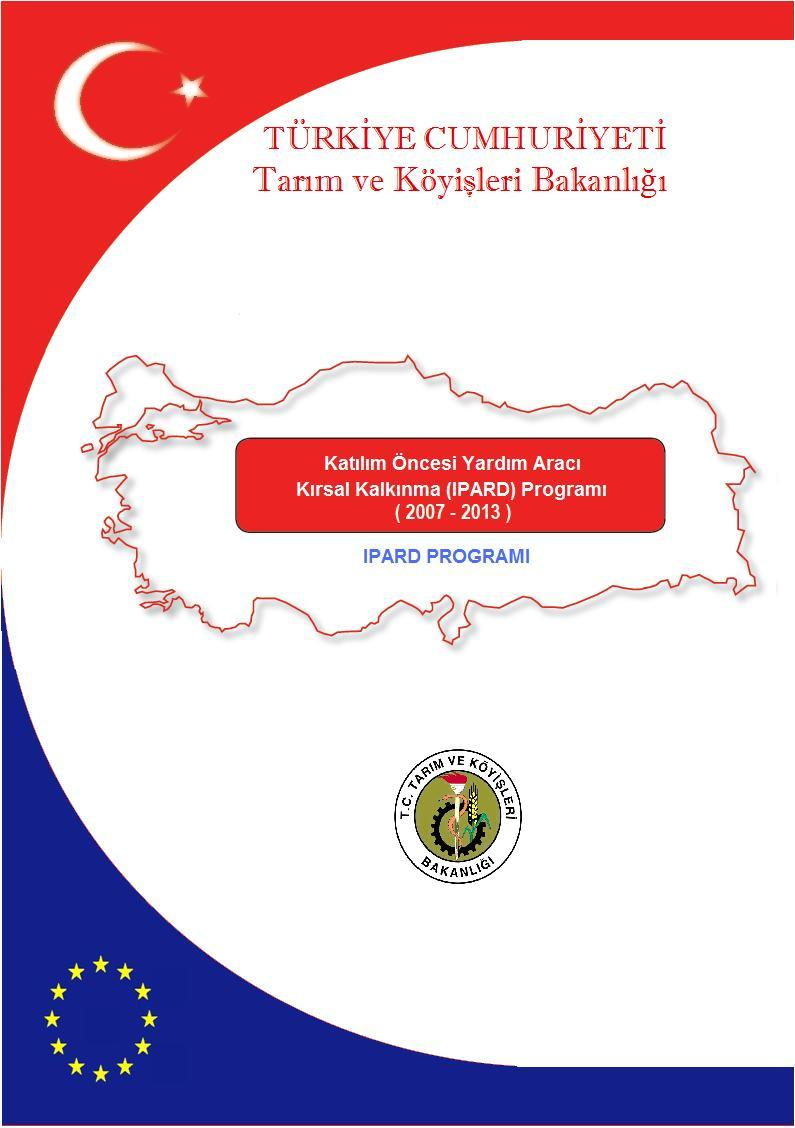 TÜRKİYE CUMHURİYETİ
Tarım ve Köyişleri Bakanlığı
Katılım Öncesi Yardım Aracı
Kırsal Kalkınma (IPARD) Programı
( 2007 - 2013 )
IPARD PROGRAMI
T.C. TARIM VE KÖYİŞLERİ
BAKANLIĞI